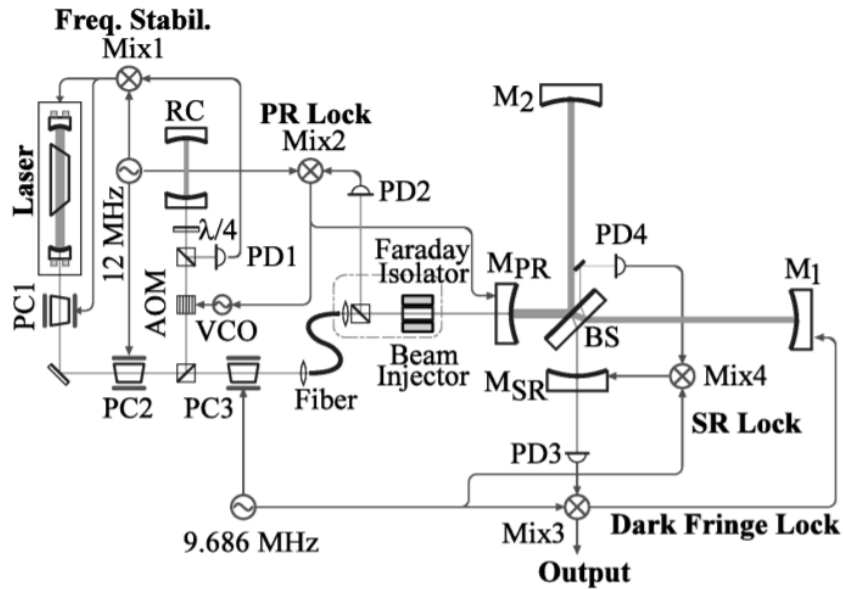 Freq. Stabil.
Mix1
RC
PR Lock
Mix2
M2
Laser
12 MHz
λ/4
PD1
PD2
PD4
Faraday
Isolator
MPR
M1
PC1
AOM
VCO
BS
Beam
Injector
MSR
Mix4
PC2
PC3
Fiber
SR Lock
PD3
9.686 MHz
Mix3
Dark Fringe Lock
Output